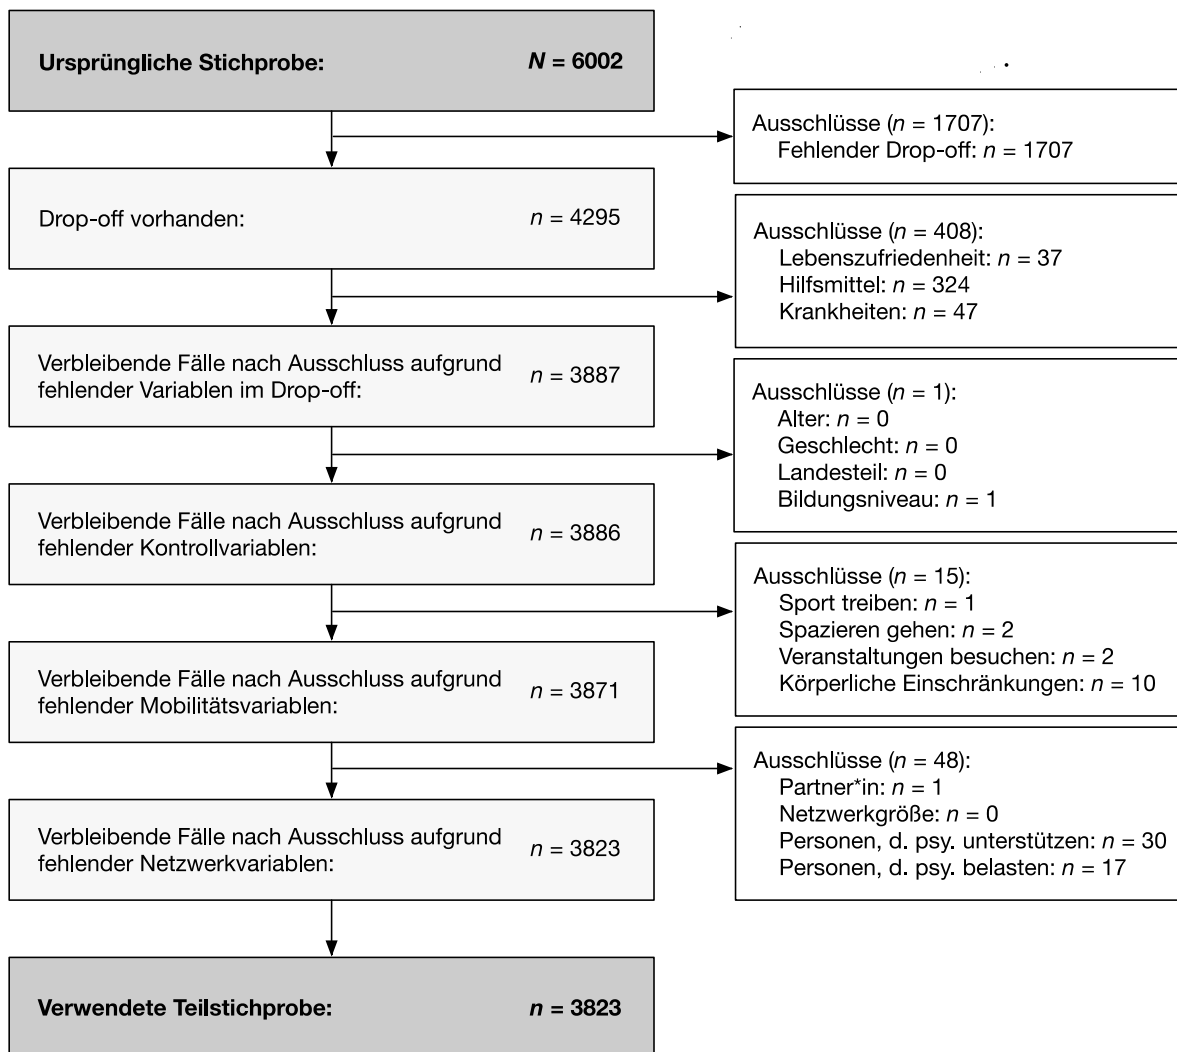 Ursprüngliche Stichprobe: N = 6002
Ausschlüsse (n = 1707):
Fehlender Drop-off: n = 1707
Drop-off vorhanden: n = 4295
Ausschlüsse (n = 408):
Lebenszufriedenheit: n = 37
Hilfsmittel: n = 324
Krankheiten: n = 47
Verbleibende Fälle nach Ausschluss aufgrund
fehlender Variablen im Drop-off: n = 3887
Ausschlüsse (n = 1):
Alter: n = 0
Geschlecht: n = 0
Landesteil: n = 0
Bildungsniveau: n = 1
Verbleibende Fälle nach Ausschluss aufgrund
fehlender Kontrollvariablen: n = 3886
Ausschlüsse (n = 15):
Sport treiben: n = 1
Spazieren gehen: n = 2
Veranstaltungen besuchen: n = 2
Körperliche Einschränkungen: n = 10
Verbleibende Fälle nach Ausschluss aufgrund
fehlender Mobilitätsvariablen: n = 3871
Ausschlüsse (n = 48):
Partner*in: n = 1
Netzwerkgröße: n = 0
Personen, d. psy. unterstützen: n = 30
Personen, d. psy. belasten: n = 17
Verbleibende Fälle nach Ausschluss aufgrund
fehlender Netzwerkvariablen: n = 3823
Verwendete Teilstichprobe: n = 3823